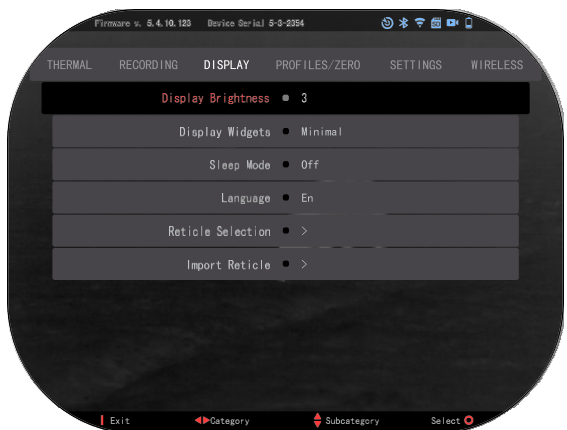 Firmware v. 5.4.10.123 Device Serial 5-3-2354
THERMAL RECORDING DISPLAY PROFILES/ZERO SETTINGS WIRELESS
Display Brightness 3
Display Widgets Minimal
Sleep Mode Off
Language En
Reticle Selection >
Import Reticle >
Exit Category Subcategory Select